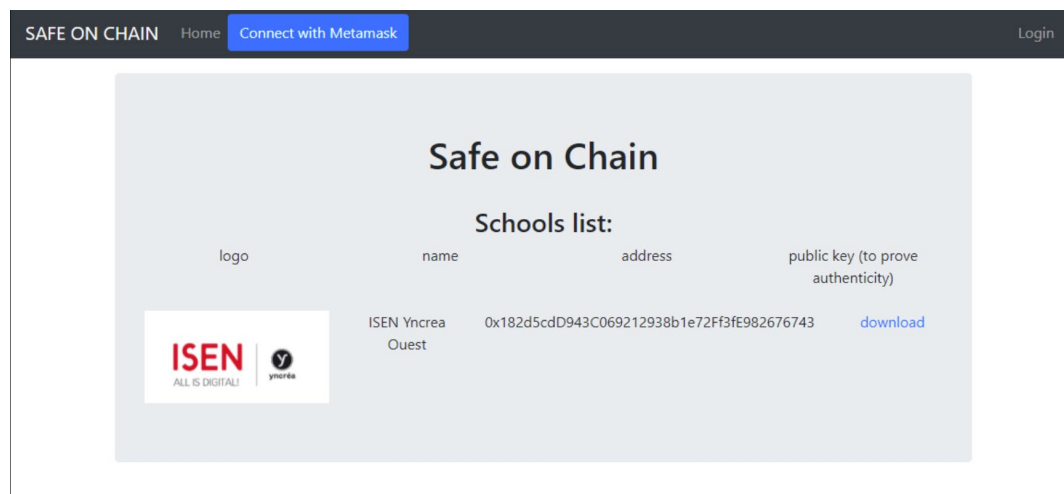 SAFE ON CHAIN Home Connect with Metamask Login
Safe on Chain
Schools list:
logo name address public key (to prove
authenticity)
ISEN Yncrea 0x182d5cdD943C069212938b1e72Ff3fE982676743 download
Ouest
ISEN
ALL IS DIGITAL!
y
yncréa